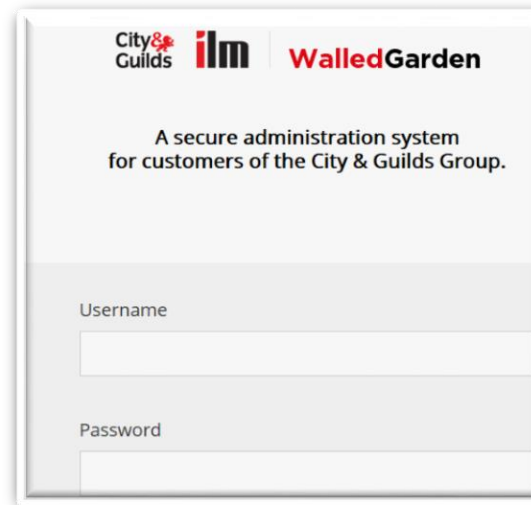 City& Guilds ilm WalledGarden
A secure administration system
for customers of the City & Guilds Group.
Username
Password